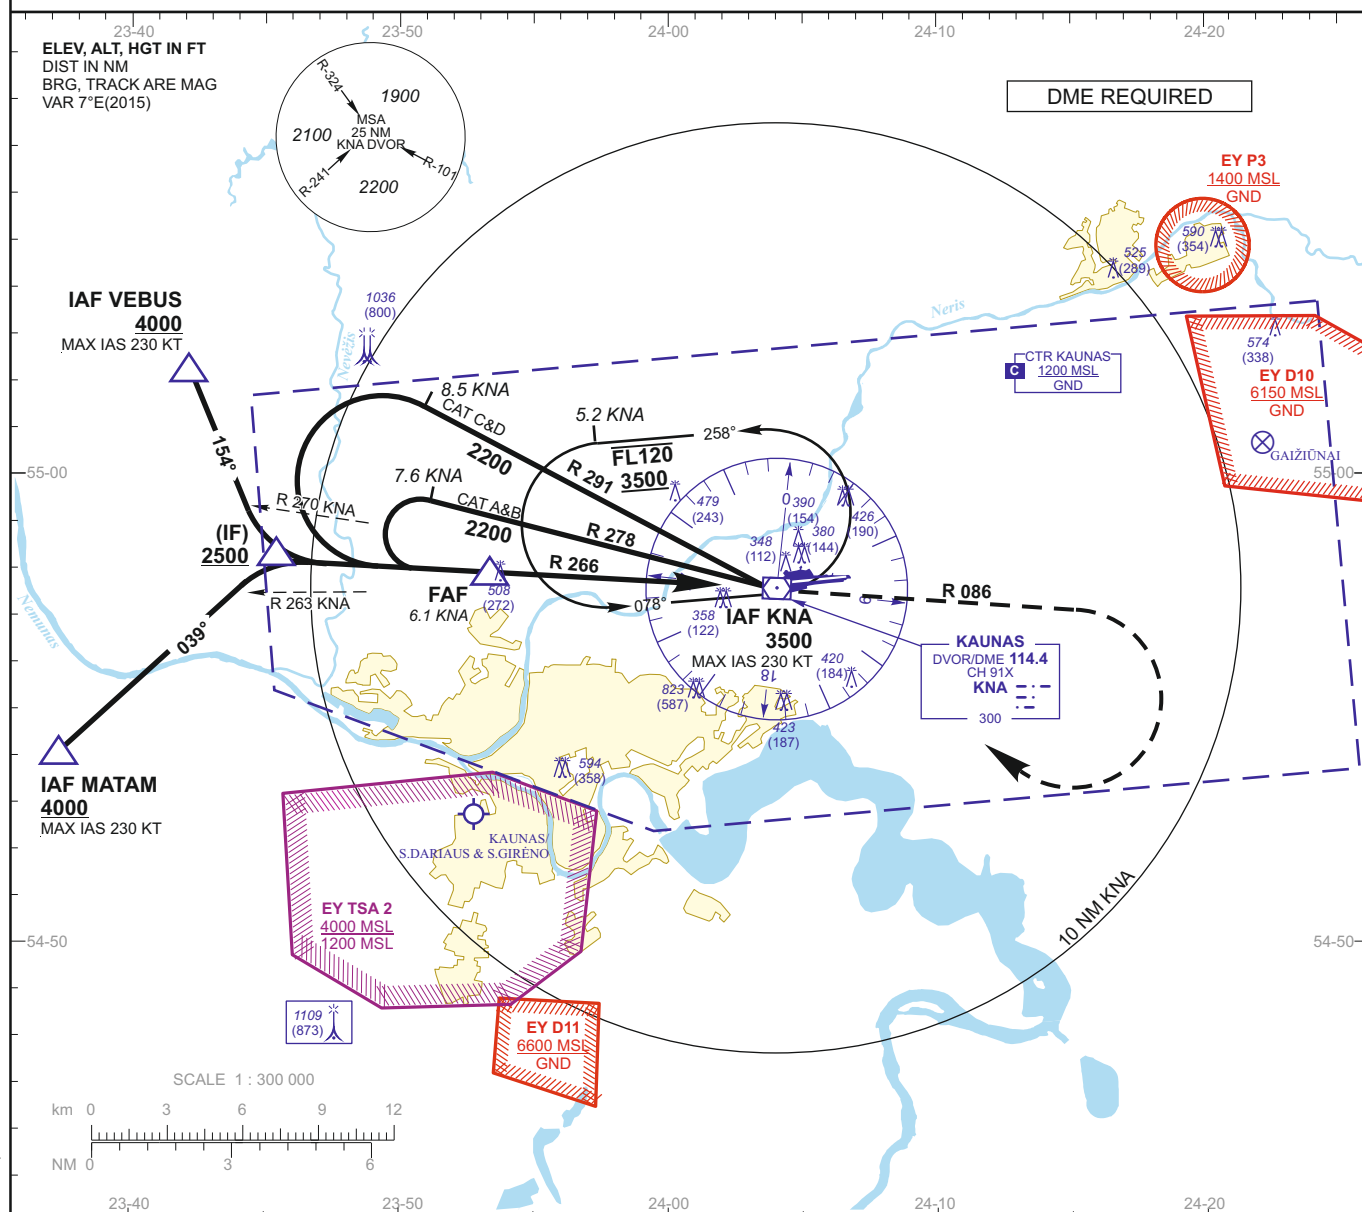 23-40
23-50
24-00
24-10
24-20
ELEV, ALT, HGT IN FT
DIST IN NM
BRG, TRACK ARE MAG
VAR 7°E(2015)
R-324
1900
MSA
25 NM
KNA DVOR
2100
R-241
R-101
2200
DME REQUIRED
EY P3
1400 MSL
GND
590
(354)
525
(289)
Neris
IAF VEBUS
4000
MAX IAS 230 KT
1036
(800)
Nevėžis
CTR KAUNAS
C
1200 MSL
GND
574
(338)
EY D10
6150 MSL
GND
GAIŽIŪNAI
8.5 KNA
CAT C&D
2200
R 291
5.2 KNA
258°
FL120
3500
7.6 KNA
CAT A&B
2200
R 278
154°
R 270 KNA
55-00
55-00
479
(243)
0
390
(154)
426
(190)
380
(144)
348
(112)
(IF)
2500
R 266
FAF
6.1 KNA
508
(272)
R 263 KNA
078°
358
(122)
9
R 086
IAF KNA
3500
MAX IAS 230 KT
039°
Nemunas
KAUNAS
DVOR/DME 114.4
CH 91X
KNA
300
420
(184)
18
823
(587)
423
(187)
IAF MATAM
4000
MAX IAS 230 KT
594
(358)
KAUNAS/
S.DARIAUS & S.GIRĖNO
EY TSA 2
4000 MSL
1200 MSL
10 NM KNA
54-50
54-50
1109
(873)
EY D11
6600 MSL
GND
SCALE 1 : 300 000
km 0 3 6 9 12
NM 0 3 6
23-40
23-50
24-00
24-10
24-20